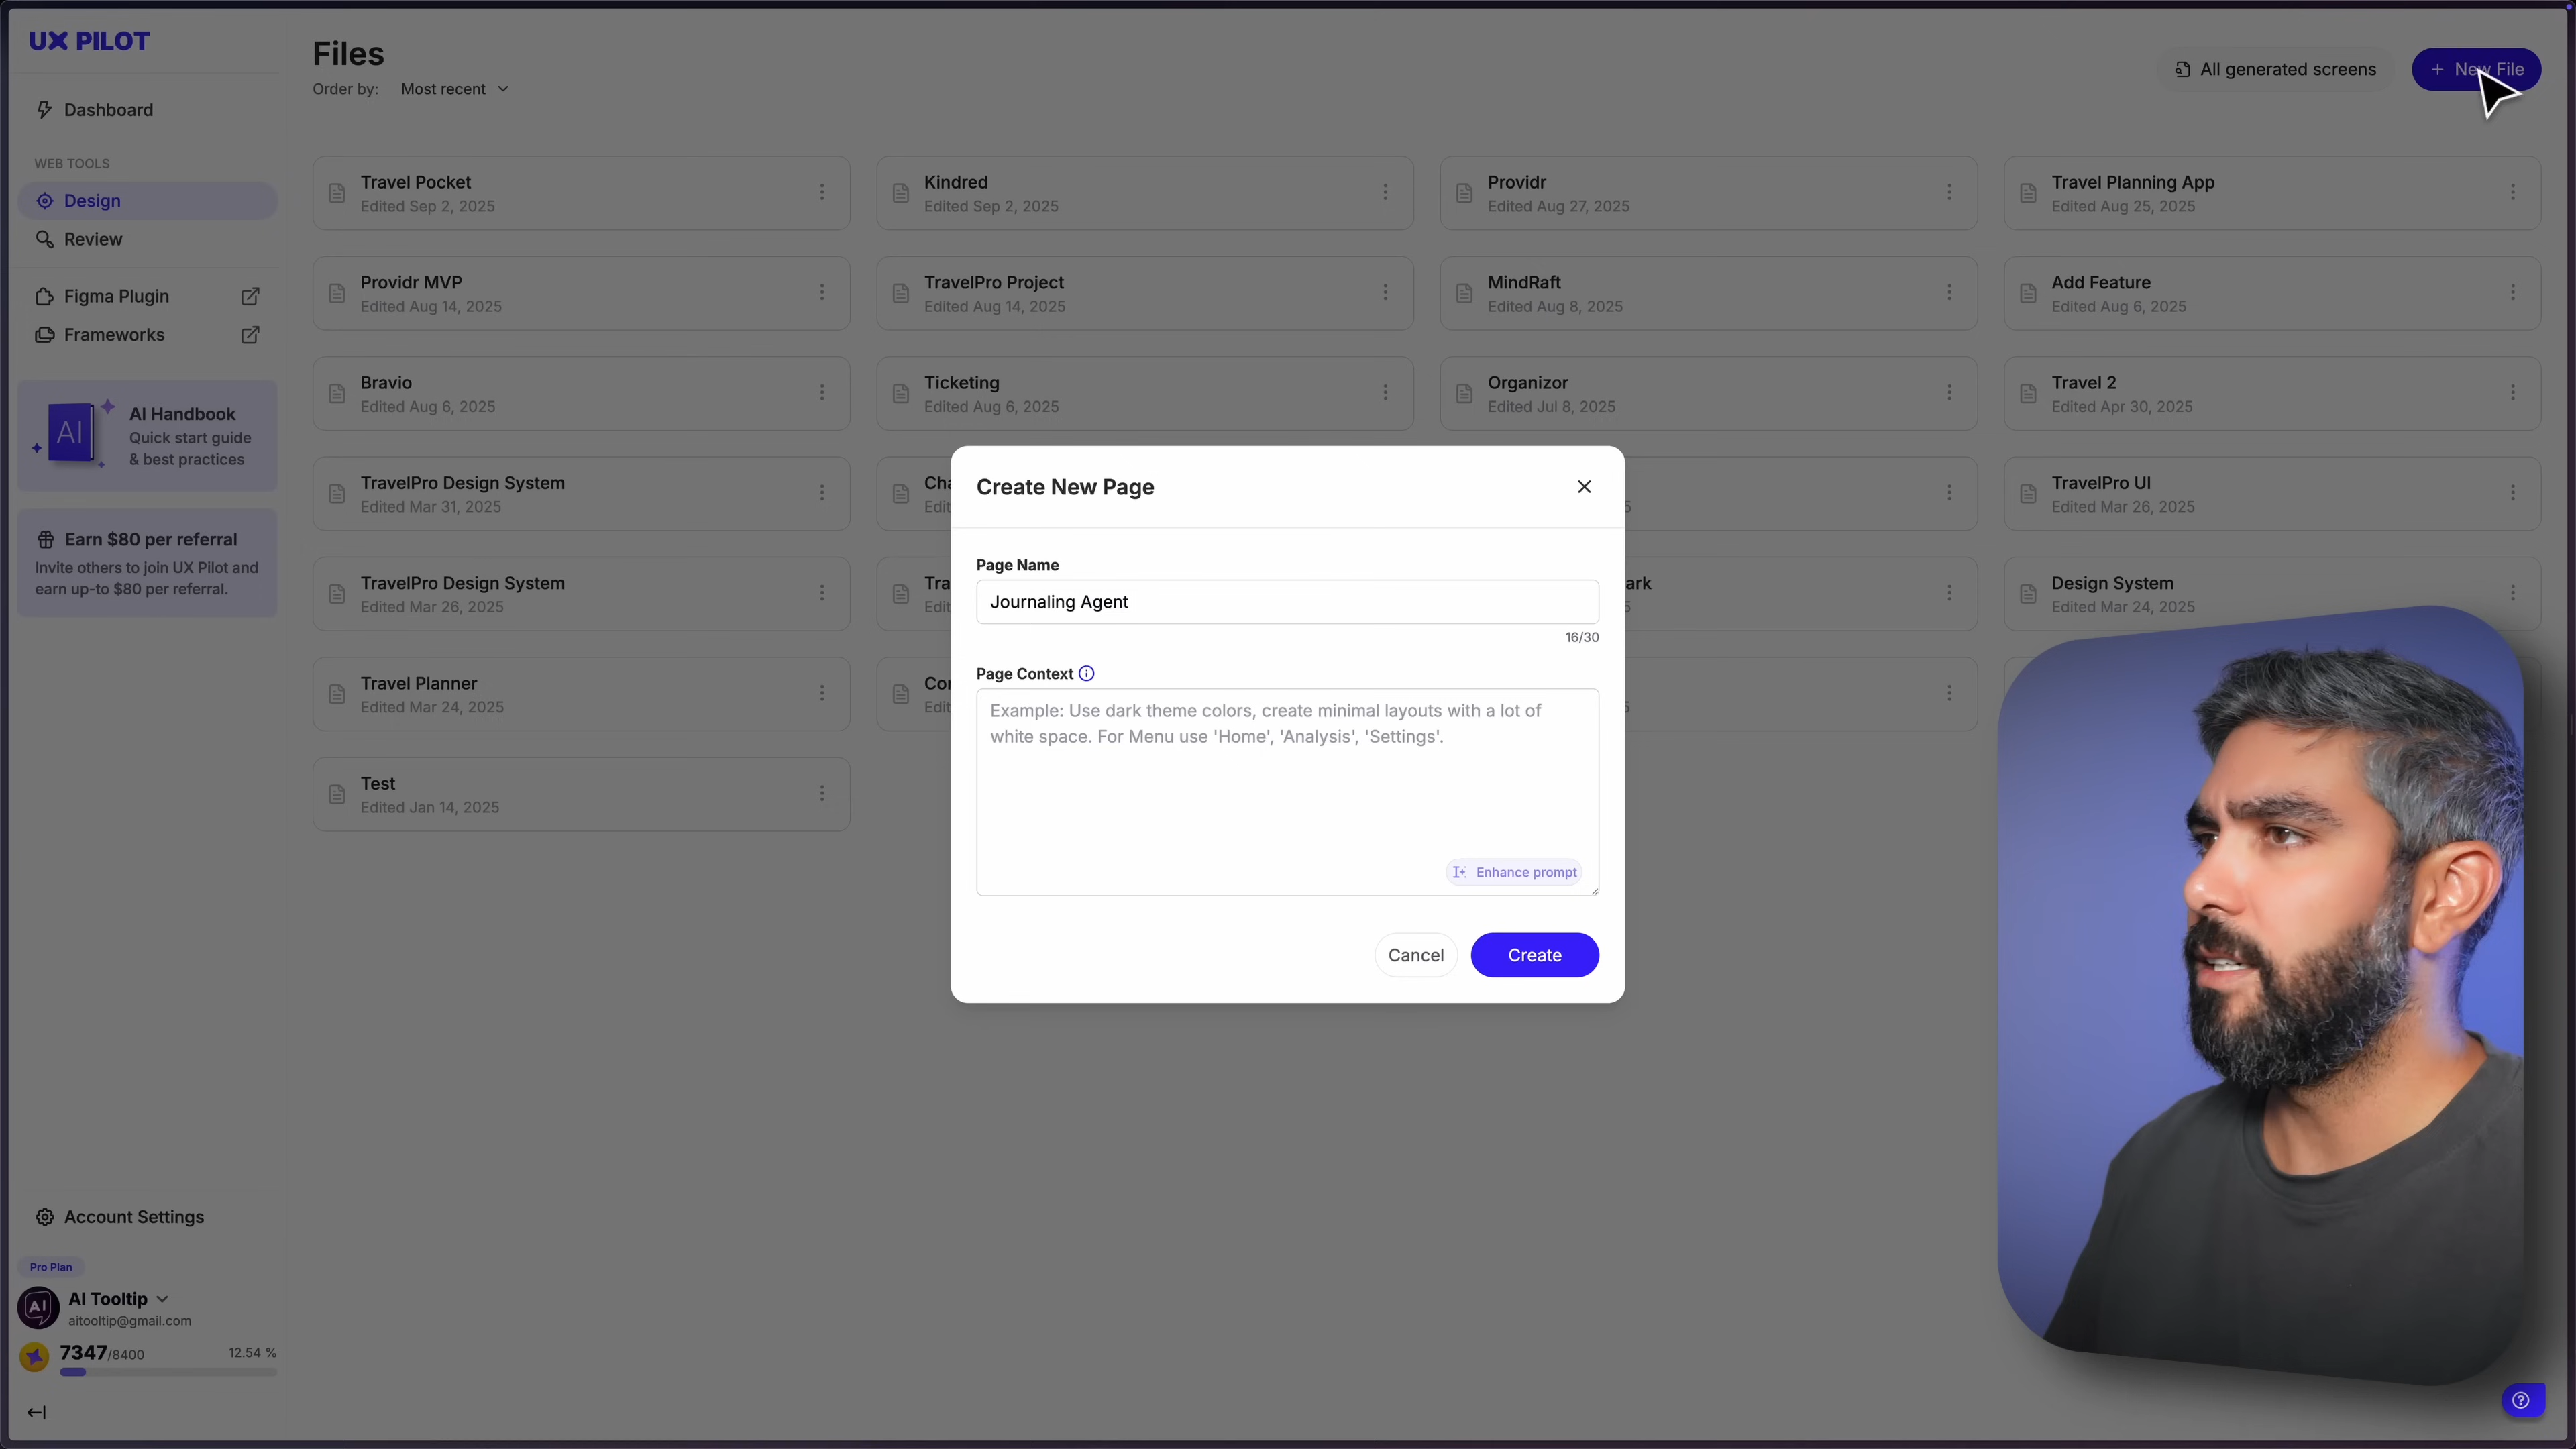 UX PILOT
Dashboard
WEB TOOLS
Design
Review
Figma Plugin
Frameworks
AI
AI Handbook
Quick start guide
& best practices
Earn $80 per referral
Invite others to join UX Pilot and
earn up-to $80 per referral.
Account Settings
Pro Plan
AI
AI Tooltip
aitooltip@gmail.com
7347/8400
12.54 %
Files
Order by: Most recent
All generated screens
+ New File
Travel Pocket
Edited Sep 2, 2025
Kindred
Edited Sep 2, 2025
Providr
Edited Aug 27, 2025
Travel Planning App
Edited Aug 25, 2025
Providr MVP
Edited Aug 14, 2025
TravelPro Project
Edited Aug 14, 2025
MindRaft
Edited Aug 8, 2025
Add Feature
Edited Aug 6, 2025
Bravio
Edited Aug 6, 2025
Ticketing
Edited Aug 6, 2025
Organizor
Edited Jul 8, 2025
Travel 2
Edited Apr 30, 2025
TravelPro Design System
Edited Mar 31, 2025
TravelPro UI
Edited Mar 26, 2025
TravelPro Design System
Edited Mar 26, 2025
Design System
Edited Mar 24, 2025
Travel Planner
Edited Mar 24, 2025
Test
Edited Jan 14, 2025
Create New Page
Page Name
Journaling Agent
16/30
Page Context
Example: Use dark theme colors, create minimal layouts with a lot of
white space. For Menu use 'Home', 'Analysis', 'Settings'.
Enhance prompt
Cancel
Create